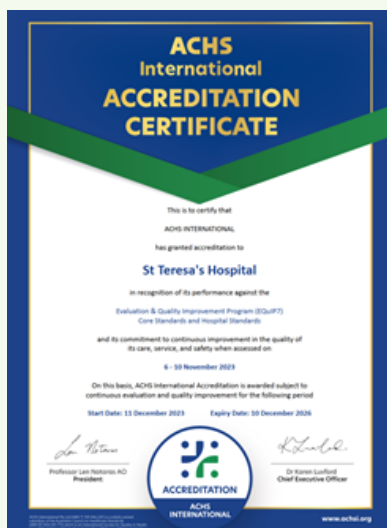 ACHS
International
ACCREDITATION
CERTIFICATE
This is to certify that
ACHS INTERNATIONAL
has granted accreditation to
St Teresa's Hospital
in recognition of its performance against the
Evaluation & Quality Improvement Program (EQuIP7)
Core Standards and Hospital Standards
and its commitment to continuous improvement in the quality of
its care, service, and safety when assessed on
6 - 10 November 2023
On this basis, ACHS International Accreditation is awarded subject to
continuous evaluation and quality improvement for the following period
Start Date: 11 December 2023 Expiry Date: 10 December 2026
Professor Len Notaras AO
President
Dr Karen Luxford
Chief Executive Officer
ACCREDITATION
ACHS
INTERNATIONAL
www.achsi.org